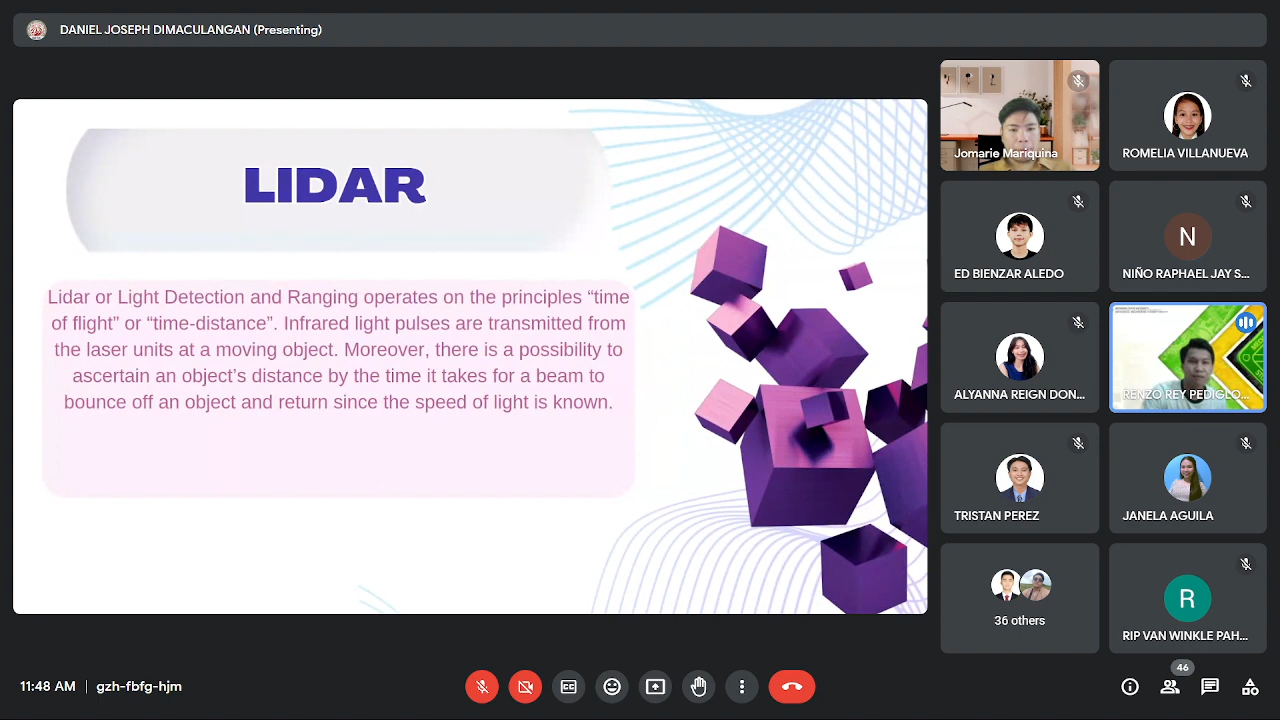 DANIEL JOSEPH DIMACULANGAN (Presenting)
LIDAR
Lidar or Light Detection and Ranging operates on the principles “time
of flight” or “time-distance”. Infrared light pulses are transmitted from
the laser units at a moving object. Moreover, there is a possibility to
ascertain an object’s distance by the time it takes for a beam to
bounce off an object and return since the speed of light is known.
Jomarie Mariquina
ROMELIA VILLANUEVA
ED BIENZAR ALEDO
N
NIÑO RAPHAEL JAY S...
ALYANNA REIGN DON...
RENZO REY PEDIGLO...
TRISTAN PEREZ
JANELA AGUILA
36 others
R
RIP VAN WINKLE PAH...
11:48 AM | gzh-fbfg-hjm
46